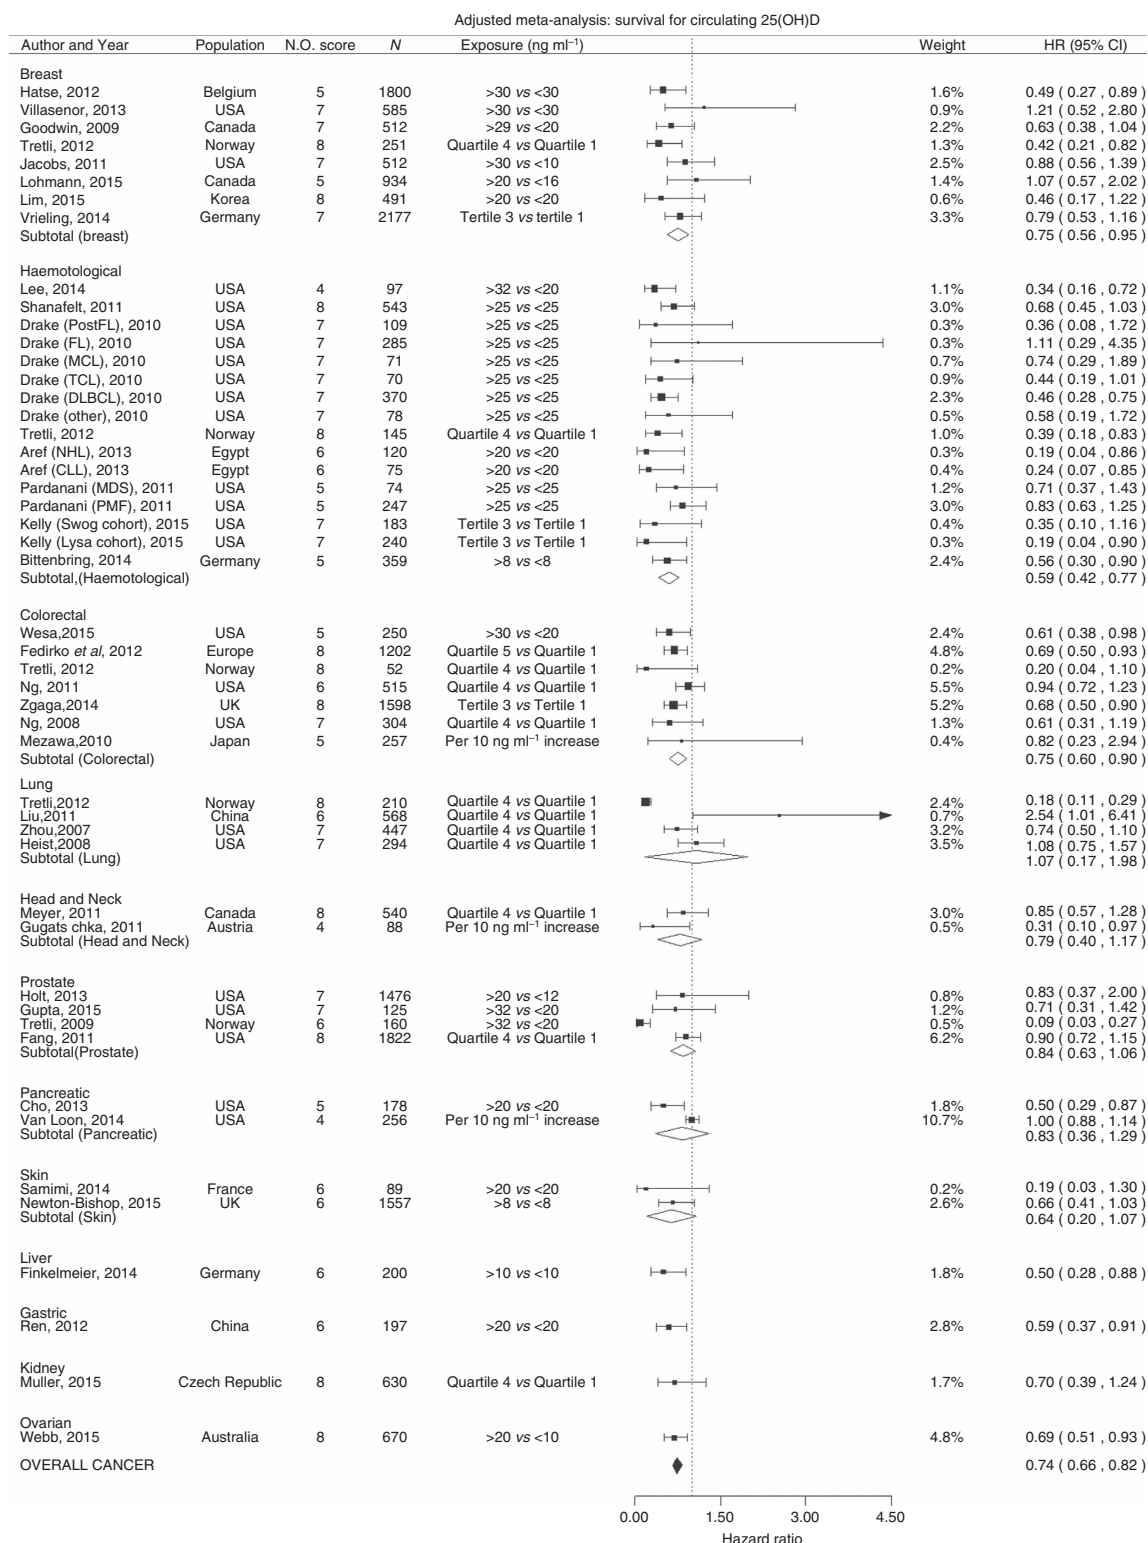 Adjusted meta-analysis: survival for circulating 25(OH)D
Author and Year Population N.O. score N Exposure (ng ml⁻¹) Weight HR (95% CI)
Breast
Hatse, 2012 Belgium 5 1800 >30 vs <30 1.6% 0.49 ( 0.27 , 0.89 )
Villasenor, 2013 USA 7 585 >30 vs <30 0.9% 1.21 ( 0.52 , 2.80 )
Goodwin, 2009 Canada 7 512 >29 vs <20 2.2% 0.63 ( 0.38 , 1.04 )
Tretli, 2012 Norway 8 251 Quartile 4 vs Quartile 1 1.3% 0.42 ( 0.21 , 0.82 )
Jacobs, 2011 USA 7 512 >30 vs <10 2.5% 0.88 ( 0.56 , 1.39 )
Lohmann, 2015 Canada 5 934 >20 vs <16 1.4% 1.07 ( 0.57 , 2.02 )
Lim, 2015 Korea 8 491 >20 vs <20 0.6% 0.46 ( 0.17 , 1.22 )
Vrieling, 2014 Germany 7 2177 Tertile 3 vs tertile 1 3.3% 0.79 ( 0.53 , 1.16 )
Subtotal (breast) 0.75 ( 0.56 , 0.95 )
Haemotological
Lee, 2014 USA 4 97 >32 vs <20 1.1% 0.34 ( 0.16 , 0.72 )
Shanafelt, 2011 USA 8 543 >25 vs <25 3.0% 0.68 ( 0.45 , 1.03 )
Drake (PostFL), 2010 USA 7 109 >25 vs <25 0.3% 0.36 ( 0.08 , 1.72 )
Drake (FL), 2010 USA 7 285 >25 vs <25 0.3% 1.11 ( 0.29 , 4.35 )
Drake (MCL), 2010 USA 7 71 >25 vs <25 0.7% 0.74 ( 0.29 , 1.89 )
Drake (TCL), 2010 USA 7 70 >25 vs <25 0.9% 0.44 ( 0.19 , 1.01 )
Drake (DLBCL), 2010 USA 7 370 >25 vs <25 2.3% 0.46 ( 0.28 , 0.75 )
Drake (other), 2010 USA 7 78 >25 vs <25 0.5% 0.58 ( 0.19 , 1.72 )
Tretli, 2012 Norway 8 145 Quartile 4 vs Quartile 1 1.0% 0.39 ( 0.18 , 0.83 )
Aref (NHL), 2013 Egypt 6 120 >20 vs <20 0.3% 0.19 ( 0.04 , 0.86 )
Aref (CLL), 2013 Egypt 6 75 >20 vs <20 0.4% 0.24 ( 0.07 , 0.85 )
Pardanani (MDS), 2011 USA 5 74 >25 vs <25 1.2% 0.71 ( 0.37 , 1.43 )
Pardanani (PMF), 2011 USA 5 247 >25 vs <25 3.0% 0.83 ( 0.63 , 1.25 )
Kelly (Swog cohort), 2015 USA 7 183 Tertile 3 vs Tertile 1 0.4% 0.35 ( 0.10 , 1.16 )
Kelly (Lysa cohort), 2015 USA 7 240 Tertile 3 vs Tertile 1 0.3% 0.19 ( 0.04 , 0.90 )
Bittenbring, 2014 Germany 5 359 >8 vs <8 2.4% 0.56 ( 0.30 , 0.90 )
Subtotal,(Haemotological) 0.59 ( 0.42 , 0.77 )
Colorectal
Wesa,2015 USA 5 250 >30 vs <20 2.4% 0.61 ( 0.38 , 0.98 )
Fedirko et al, 2012 Europe 8 1202 Quartile 5 vs Quartile 1 4.8% 0.69 ( 0.50 , 0.93 )
Tretli, 2012 Norway 8 52 Quartile 4 vs Quartile 1 0.2% 0.20 ( 0.04 , 1.10 )
Ng, 2011 USA 6 515 Quartile 4 vs Quartile 1 5.5% 0.94 ( 0.72 , 1.23 )
Zgaga,2014 UK 8 1598 Tertile 3 vs Tertile 1 5.2% 0.68 ( 0.50 , 0.90 )
Ng, 2008 USA 7 304 Quartile 4 vs Quartile 1 1.3% 0.61 ( 0.31 , 1.19 )
Mezawa,2010 Japan 5 257 Per 10 ng ml⁻¹ increase 0.4% 0.82 ( 0.23 , 2.94 )
Subtotal (Colorectal) 0.75 ( 0.60 , 0.90 )
Lung
Tretli,2012 Norway 8 210 Quartile 4 vs Quartile 1 2.4% 0.18 ( 0.11 , 0.29 )
Liu,2011 China 6 568 Quartile 4 vs Quartile 1 0.7% 2.54 ( 1.01 , 6.41 )
Zhou,2007 USA 7 447 Quartile 4 vs Quartile 1 3.2% 0.74 ( 0.50 , 1.10 )
Heist,2008 USA 7 294 Quartile 4 vs Quartile 1 3.5% 1.08 ( 0.75 , 1.57 )
Subtotal (Lung) 1.07 ( 0.17 , 1.98 )
Head and Neck
Meyer, 2011 Canada 8 540 Quartile 4 vs Quartile 1 3.0% 0.85 ( 0.57 , 1.28 )
Gugats chka, 2011 Austria 4 88 Per 10 ng ml⁻¹ increase 0.5% 0.31 ( 0.10 , 0.97 )
Subtotal (Head and Neck) 0.79 ( 0.40 , 1.17 )
Prostate
Holt, 2013 USA 7 1476 >20 vs <12 0.8% 0.83 ( 0.37 , 2.00 )
Gupta, 2015 USA 7 125 >32 vs <20 1.2% 0.71 ( 0.31 , 1.42 )
Tretli, 2009 Norway 6 160 >32 vs <20 0.5% 0.09 ( 0.03 , 0.27 )
Fang, 2011 USA 8 1822 Quartile 4 vs Quartile 1 6.2% 0.90 ( 0.72 , 1.15 )
Subtotal(Prostate) 0.84 ( 0.63 , 1.06 )
Pancreatic
Cho, 2013 USA 5 178 >20 vs <20 1.8% 0.50 ( 0.29 , 0.87 )
Van Loon, 2014 USA 4 256 Per 10 ng ml⁻¹ increase 10.7% 1.00 ( 0.88 , 1.14 )
Subtotal (Pancreatic) 0.83 ( 0.36 , 1.29 )
Skin
Samimi, 2014 France 6 89 >20 vs <20 0.2% 0.19 ( 0.03 , 1.30 )
Newton-Bishop, 2015 UK 6 1557 >8 vs <8 2.6% 0.66 ( 0.41 , 1.03 )
Subtotal (Skin) 0.64 ( 0.20 , 1.07 )
Liver
Finkelmeier, 2014 Germany 6 200 >10 vs <10 1.8% 0.50 ( 0.28 , 0.88 )
Gastric
Ren, 2012 China 6 197 >20 vs <20 2.8% 0.59 ( 0.37 , 0.91 )
Kidney
Muller, 2015 Czech Republic 8 630 Quartile 4 vs Quartile 1 1.7% 0.70 ( 0.39 , 1.24 )
Ovarian
Webb, 2015 Australia 8 670 >20 vs <10 4.8% 0.69 ( 0.51 , 0.93 )
OVERALL CANCER 0.74 ( 0.66 , 0.82 )
0.00 1.50 3.00 4.50
Hazard ratio